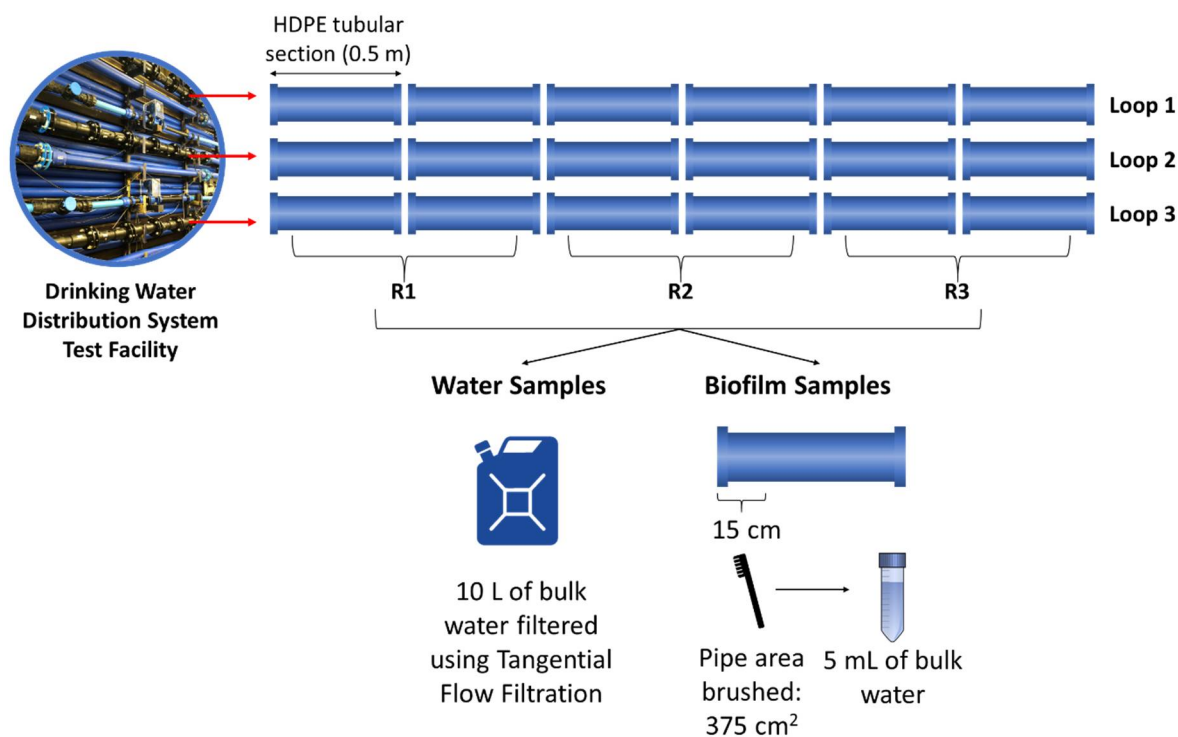 HDPE tubular
section (0.5 m)
Loop 1
Loop 2
Loop 3
R1
R2
R3
Drinking Water
Distribution System
Test Facility
Water Samples
Biofilm Samples
15 cm
10 L of bulk
water filtered
using Tangential
Flow Filtration
Pipe area
brushed:
375 cm²
5 mL of bulk
water